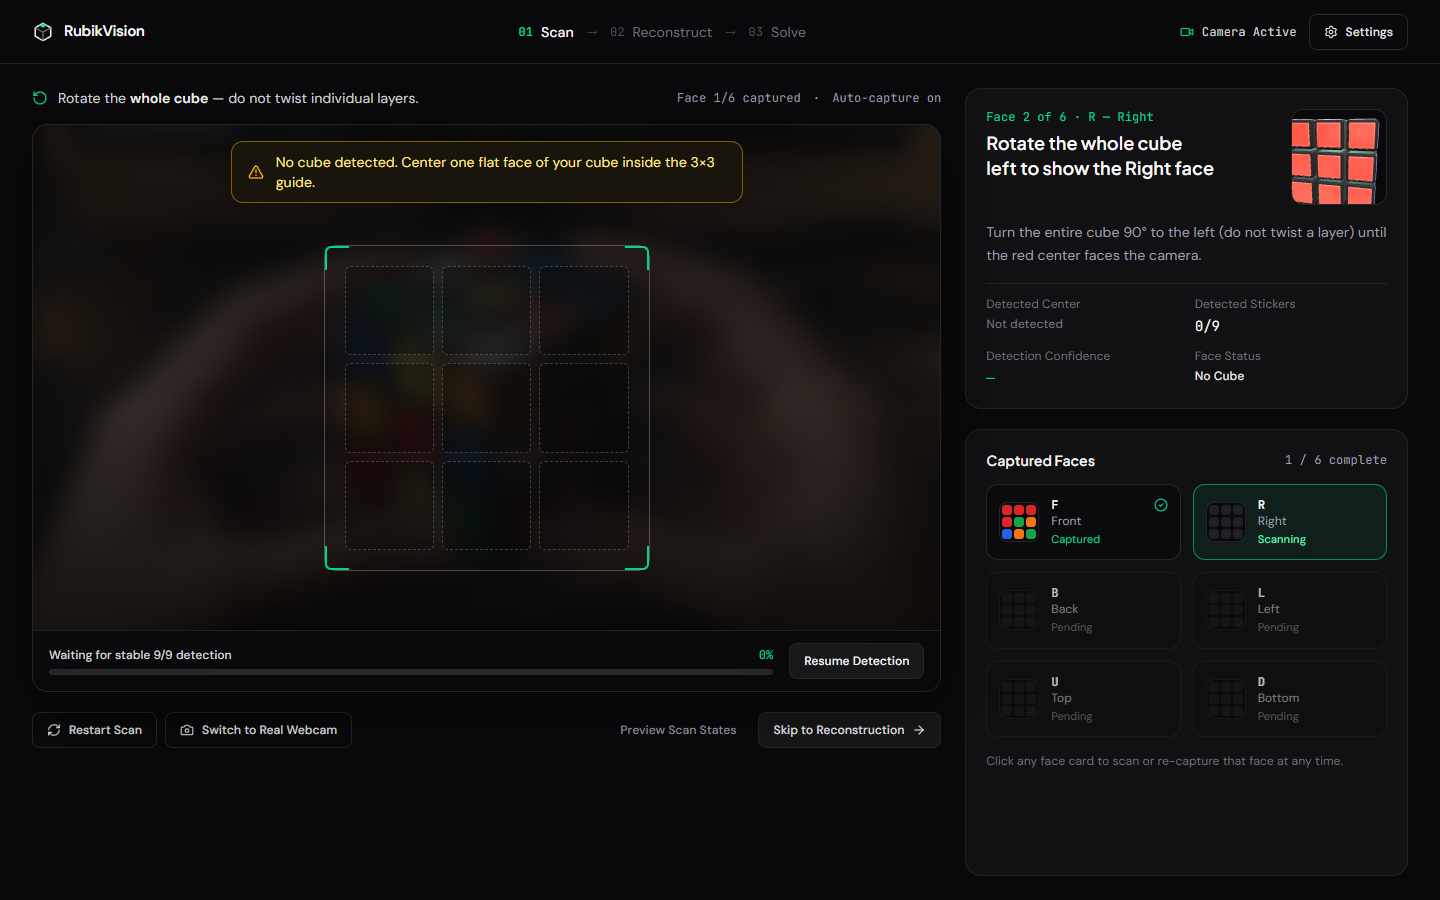 RubikVision
01 Scan → 02 Reconstruct → 03 Solve
Camera Active
Settings
Rotate the whole cube — do not twist individual layers.
Face 1/6 captured · Auto-capture on
No cube detected. Center one flat face of your cube inside the 3×3
guide.
Waiting for stable 9/9 detection
0%
Resume Detection
Restart Scan
Switch to Real Webcam
Preview Scan States
Skip to Reconstruction →
Face 2 of 6 · R — Right
Rotate the whole cube
left to show the Right face
Turn the entire cube 90° to the left (do not twist a layer) until
the red center faces the camera.
Detected Center
Not detected
Detected Stickers
0/9
Detection Confidence
—
Face Status
No Cube
Captured Faces
1 / 6 complete
F
Front
Captured
R
Right
Scanning
B
Back
Pending
L
Left
Pending
U
Top
Pending
D
Bottom
Pending
Click any face card to scan or re-capture that face at any time.